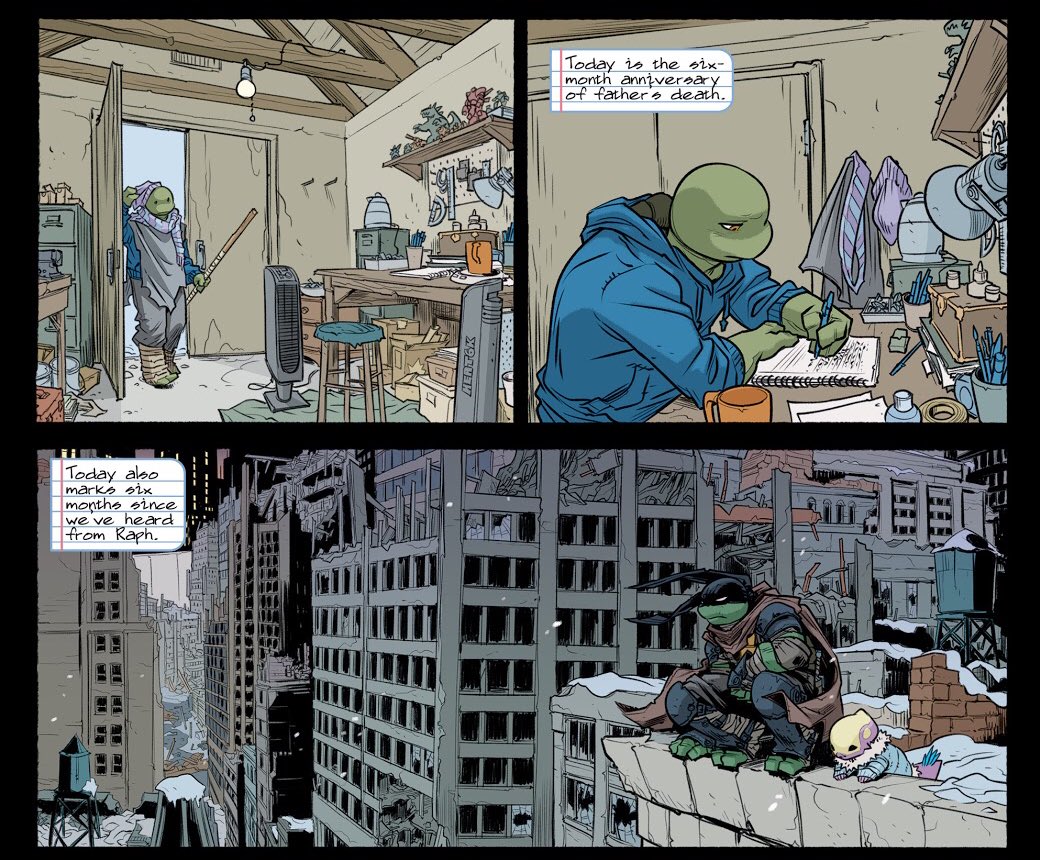 Today is the six-
month anniversary
of father's death.
Today also
marks six
months since
we've heard
from Raph.